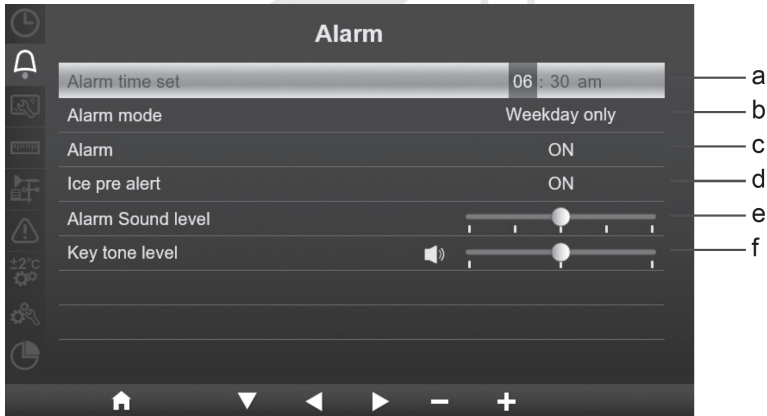 Alarm
Alarm time set 06 : 30 am a
Alarm mode Weekday only b
Alarm ON c
Ice pre alert ON d
Alarm Sound level e
Key tone level f
±2°C